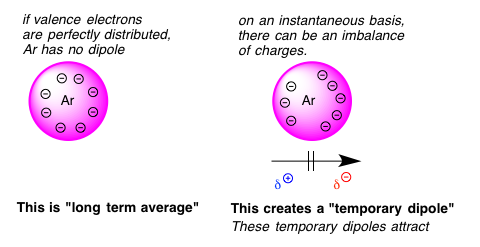 if valence electrons
are perfectly distributed,
Ar has no dipole
on an instantaneous basis,
there can be an imbalance
of charges.
Ar
Ar
δ+
δ−
This is "long term average"
This creates a "temporary dipole"
These temporary dipoles attract